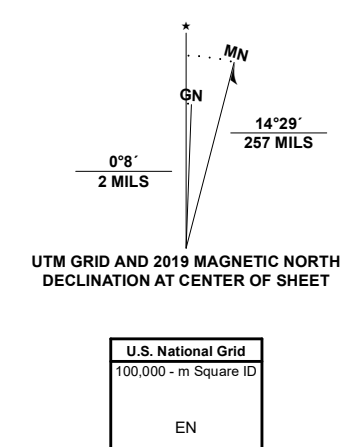 ★
MN
GN
14°29´
257 MILS
0°8´
2 MILS
UTM GRID AND 2019 MAGNETIC NORTH
DECLINATION AT CENTER OF SHEET
U.S. National Grid
100,000 - m Square ID
EN